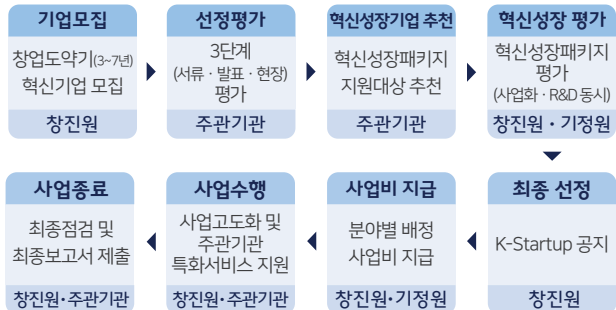 기업모집
창업도약기(3~7년)
혁신기업 모집
창진원
선정평가
3단계
(서류·발표·현장)
평가
주관기관
혁신성장기업 추천
혁신성장패키지
지원대상 추천
주관기관
혁신성장 평가
혁신성장패키지
평가
(사업화·R&D 동시)
창진원·기정원
최종 선정
K-Startup 공지
창진원
사업비 지급
분야별 배정
사업비 지급
창진원·기정원
사업수행
사업고도화 및
주관기관
특화서비스 지원
창진원·주관기관
사업종료
최종점검 및
최종보고서 제출
창진원·주관기관